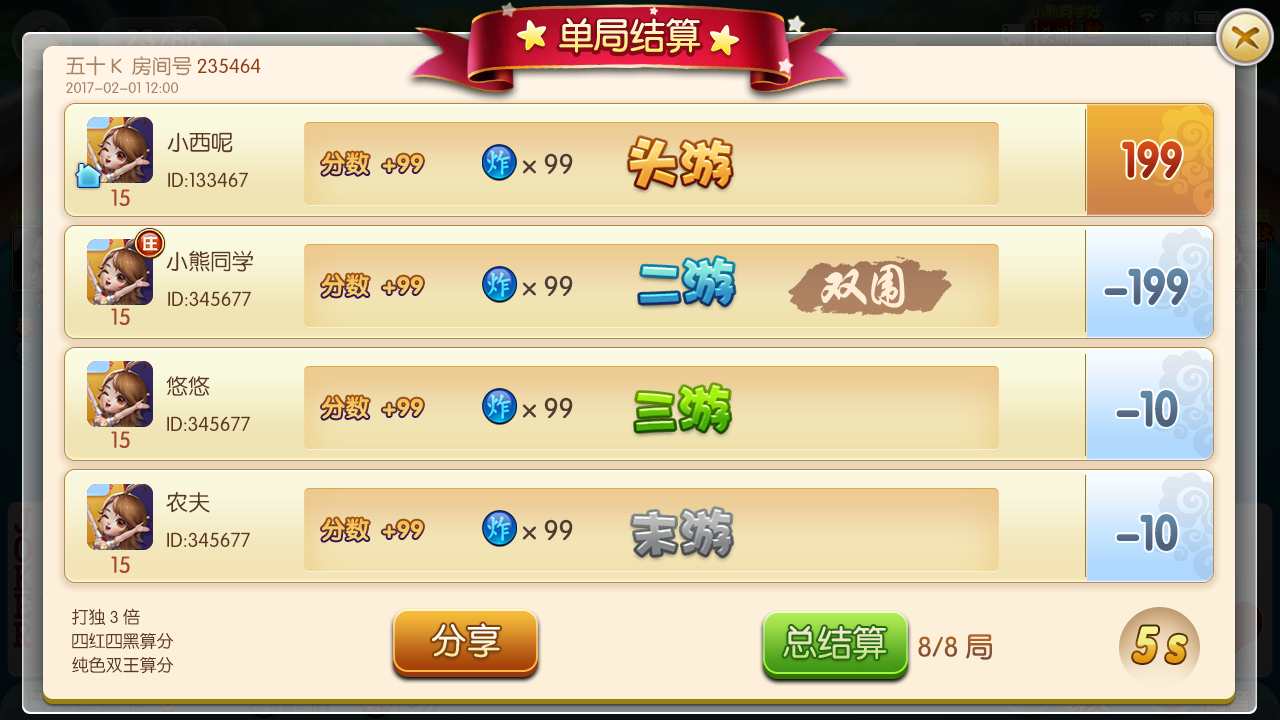 单局结算
五十K 房间号 235464
2017-02-01 12:00
小西呢
ID:133467
15
分数 +99
炸 × 99
头游
199
庄
小熊同学
ID:345677
15
分数 +99
炸 × 99
二游
双围
-199
悠悠
ID:345677
15
分数 +99
炸 × 99
三游
-10
农夫
ID:345677
15
分数 +99
炸 × 99
末游
-10
打独 3 倍
四红四黑算分
纯色双王算分
分享
总结算
8/8 局
5s